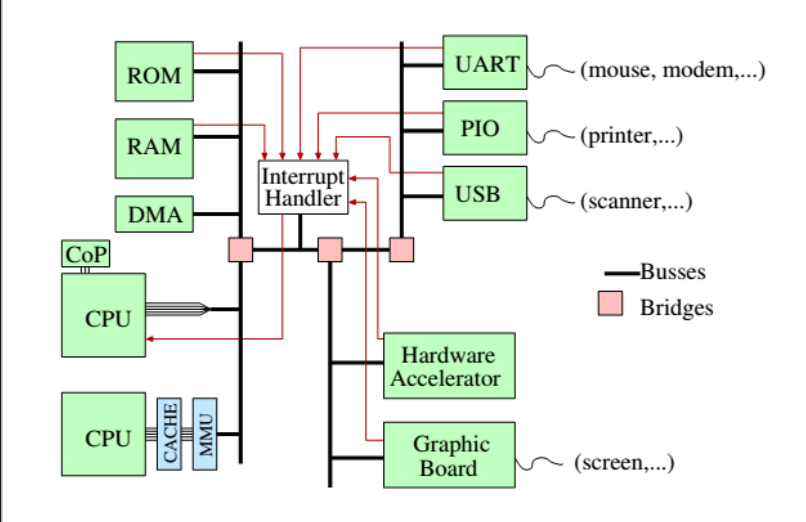 ROM
RAM
DMA
CoP
CPU
CPU
CACHE
MMU
Interrupt
Handler
UART
(mouse, modem,...)
PIO
(printer,...)
USB
(scanner,...)
Busses
Bridges
Hardware
Accelerator
Graphic
Board
(screen,...)